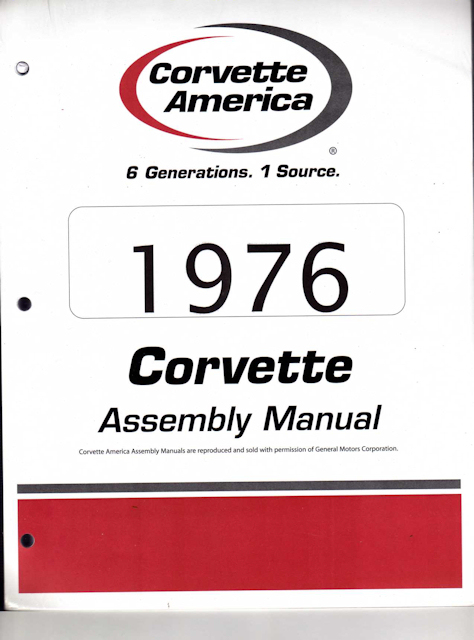 Corvette
America
®
6 Generations. 1 Source.
1976
Corvette
Assembly Manual
Corvette America Assembly Manuals are reproduced and sold with permission of General Motors Corporation.